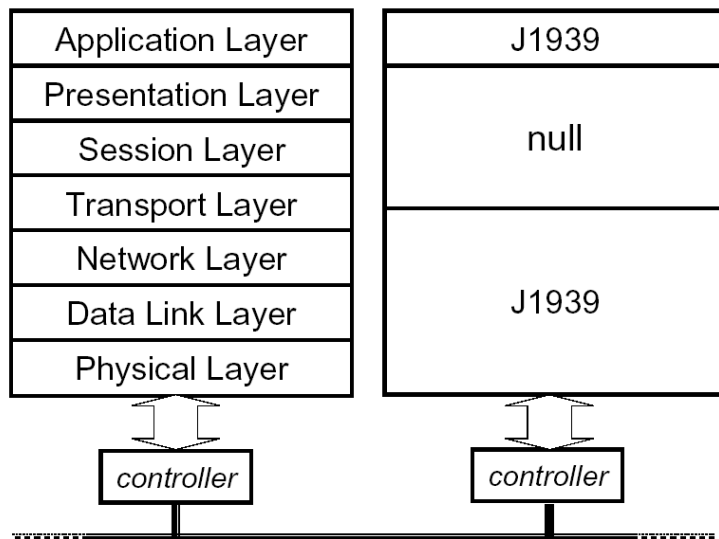 Application Layer
Presentation Layer
Session Layer
Transport Layer
Network Layer
Data Link Layer
Physical Layer
controller
J1939
null
J1939
controller